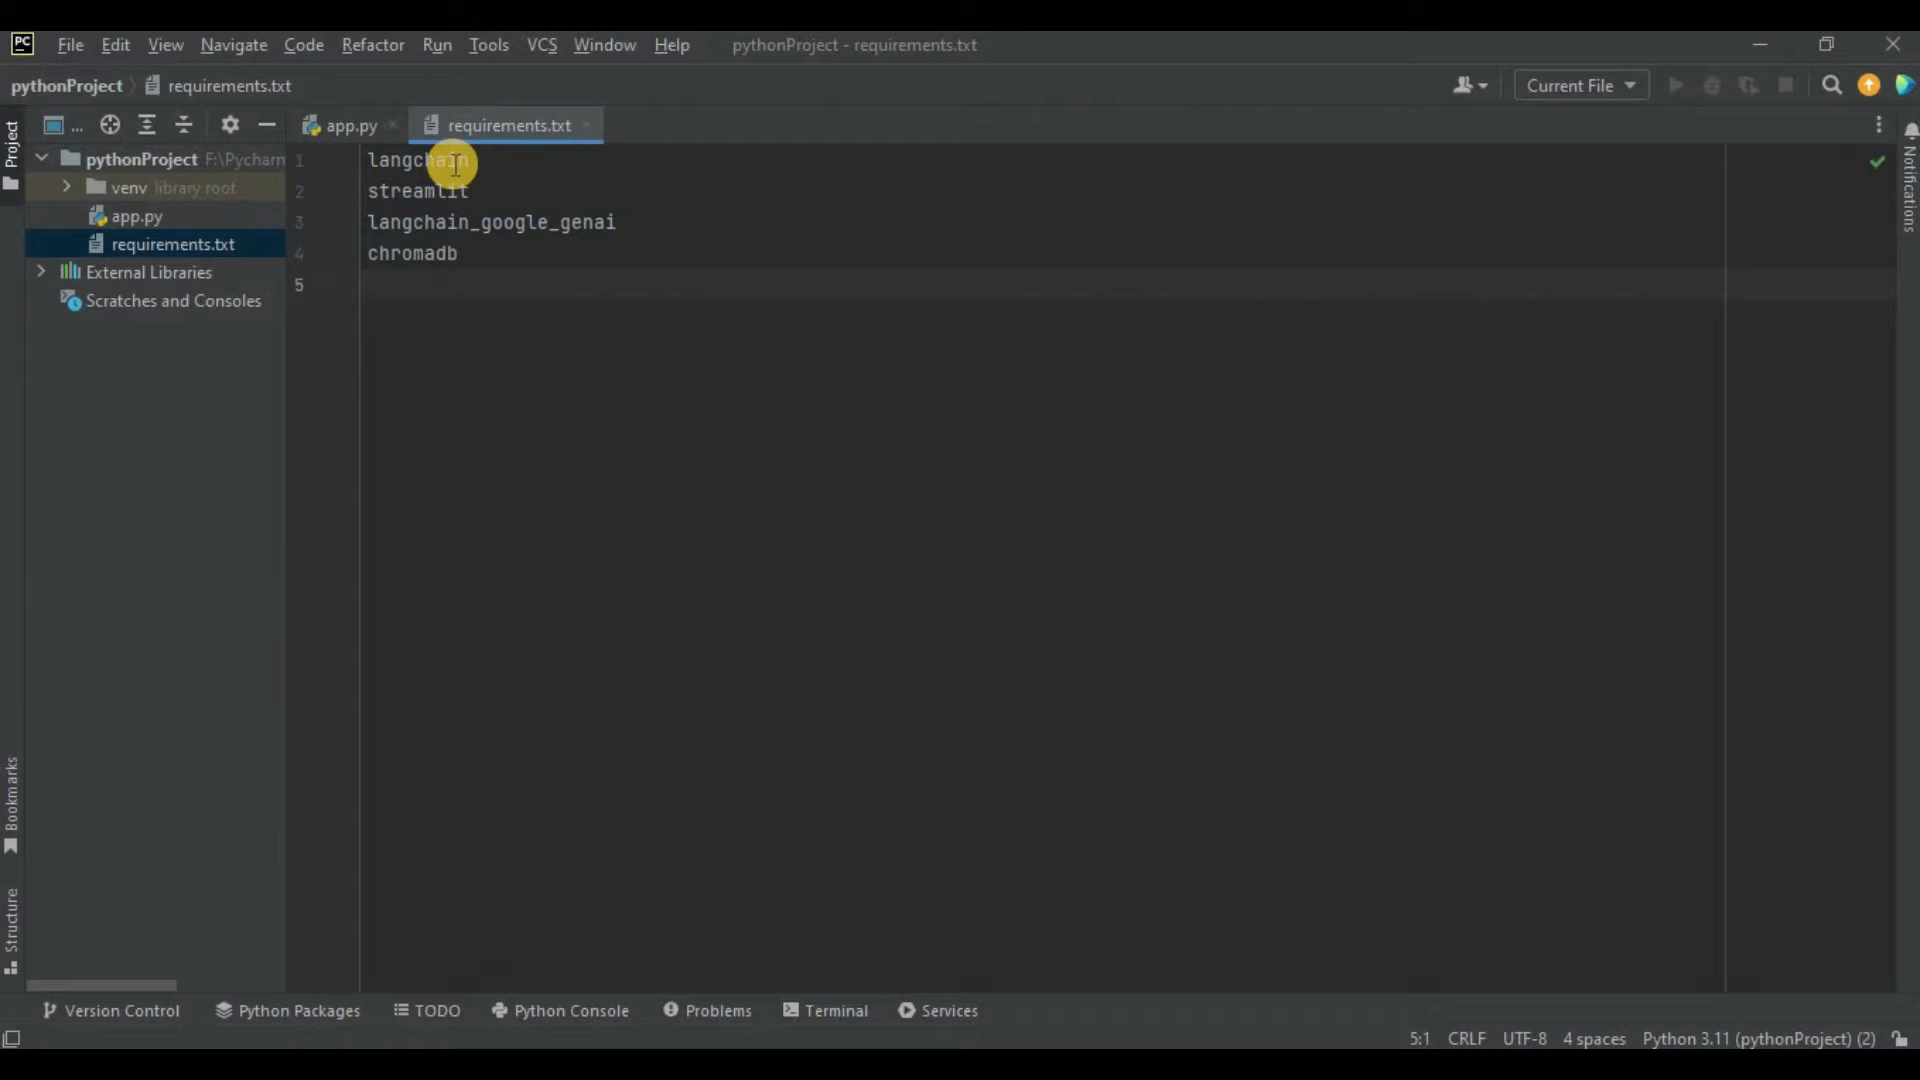 PC File Edit View Navigate Code Refactor Run Tools VCS Window Help pythonProject - requirements.txt
pythonProject requirements.txt Current File
Project ... app.py requirements.txt
pythonProject F:\Pycharm
venv library root
app.py
requirements.txt
External Libraries
Scratches and Consoles
1 langchain
2 streamlit
3 langchain_google_genai
4 chromadb
5
Notifications
Bookmarks
Structure
Version Control Python Packages TODO Python Console Problems Terminal Services
5:1 CRLF UTF-8 4 spaces Python 3.11 (pythonProject) (2)